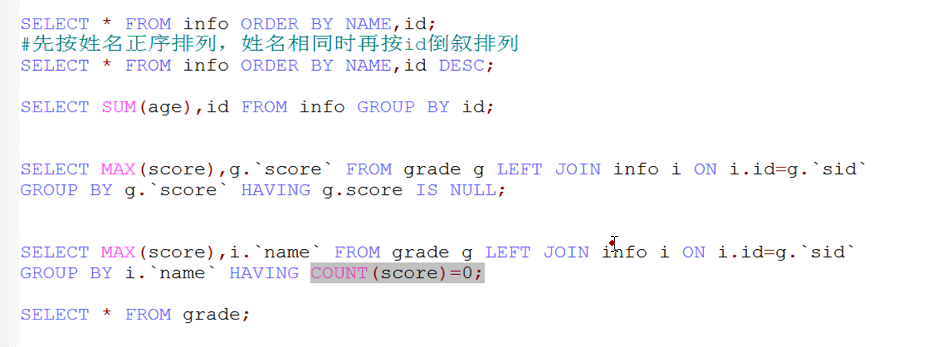 SELECT * FROM info ORDER BY NAME,id;
#先按姓名正序排列，姓名相同时再按id倒叙排列
SELECT * FROM info ORDER BY NAME,id DESC;
SELECT SUM(age),id FROM info GROUP BY id;
SELECT MAX(score),g.`score` FROM grade g LEFT JOIN info i ON i.id=g.`sid`
GROUP BY g.`score` HAVING g.score IS NULL;
SELECT MAX(score),i.`name` FROM grade g LEFT JOIN info i ON i.id=g.`sid`
GROUP BY i.`name` HAVING COUNT(score)=0;
SELECT * FROM grade;